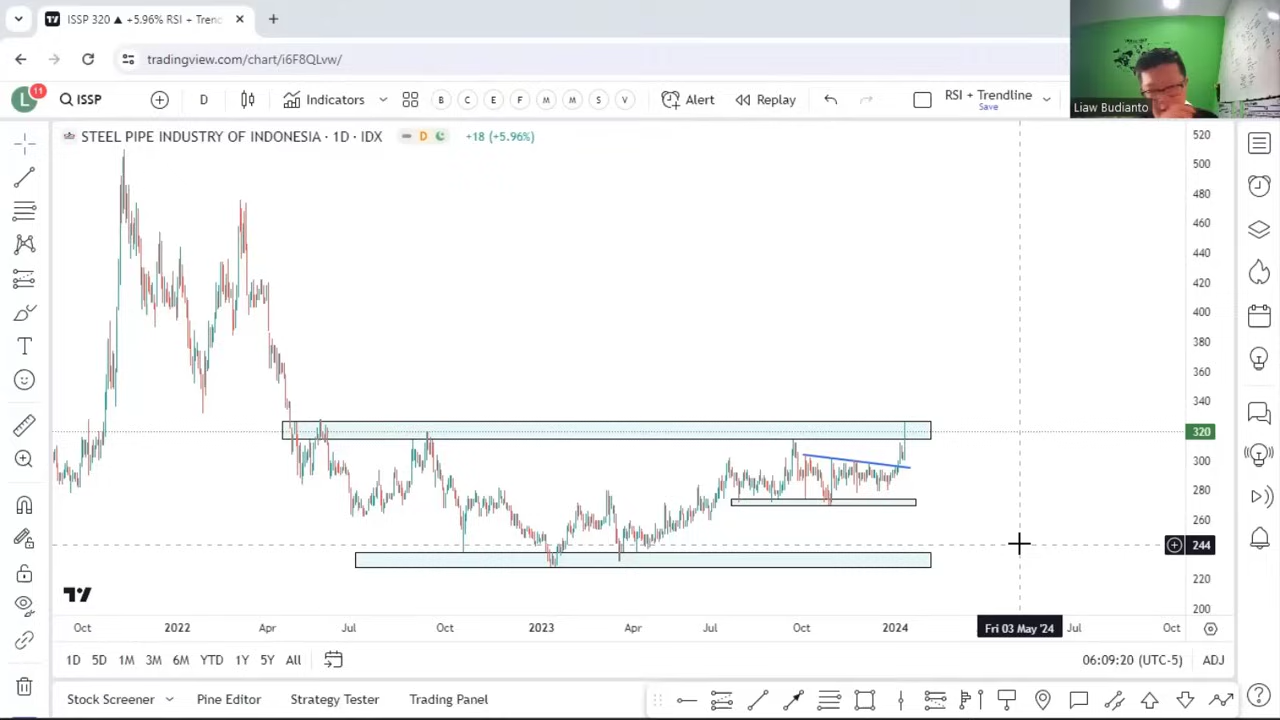 ISSP 320 ▲ +5.96% RSI + Trend
tradingview.com/chart/i6F8QLvw/
L 11 ISSP D Indicators B C E F M M S V Alert Replay RSI + Trendline
Save
Liaw Budianto
STEEL PIPE INDUSTRY OF INDONESIA · 1D · IDX D +18 (+5.96%)
520
500
480
460
440
420
400
380
360
340
320
300
280
260
244
220
200
Oct 2022 Apr Jul Oct 2023 Apr Jul Oct 2024 Fri 03 May '24 Jul Oct
1D 5D 1M 3M 6M YTD 1Y 5Y All 06:09:20 (UTC-5) ADJ
Stock Screener Pine Editor Strategy Tester Trading Panel